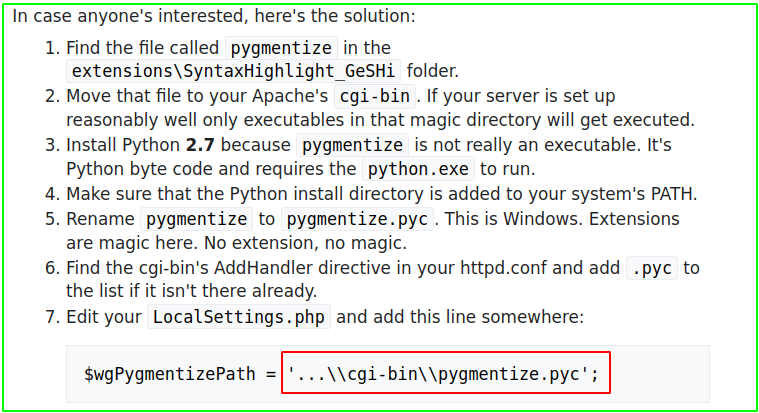 In case anyone's interested, here's the solution:
1. Find the file called pygmentize in the
extensions\SyntaxHighlight_GeSHi folder.
2. Move that file to your Apache's cgi-bin. If your server is set up
reasonably well only executables in that magic directory will get executed.
3. Install Python 2.7 because pygmentize is not really an executable. It's
Python byte code and requires the python.exe to run.
4. Make sure that the Python install directory is added to your system's PATH.
5. Rename pygmentize to pygmentize.pyc. This is Windows. Extensions
are magic here. No extension, no magic.
6. Find the cgi-bin's AddHandler directive in your httpd.conf and add .pyc to
the list if it isn't there already.
7. Edit your LocalSettings.php and add this line somewhere:
$wgPygmentizePath = '...\\cgi-bin\\pygmentize.pyc';